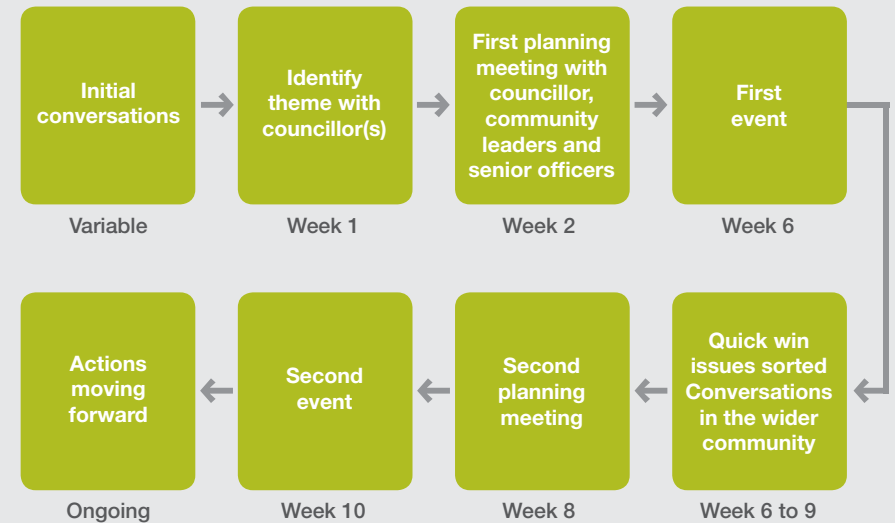 Initial
conversations
Variable
Identify
theme with
councillor(s)
Week 1
First planning
meeting with
councillor,
community
leaders and
senior officers
Week 2
First
event
Week 6
Quick win
issues sorted
Conversations
in the wider
community
Week 6 to 9
Second
planning
meeting
Week 8
Second
event
Week 10
Actions
moving
forward
Ongoing